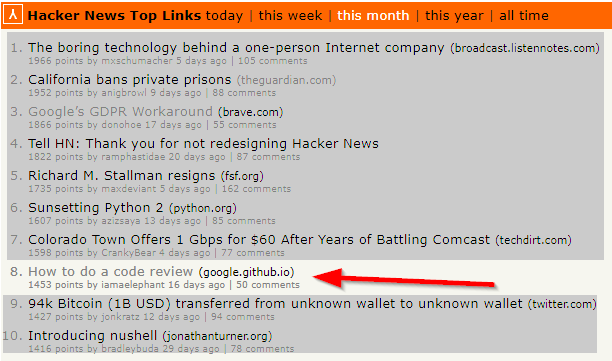 Hacker News Top Links today | this week | this month | this year | all time
1. The boring technology behind a one-person Internet company (broadcast.listennotes.com)
1966 points by mxschumacher 5 days ago | 105 comments
2. California bans private prisons (theguardian.com)
1952 points by anigbrowl 9 days ago | 88 comments
3. Google's GDPR Workaround (brave.com)
1866 points by donohoe 17 days ago | 55 comments
4. Tell HN: Thank you for not redesigning Hacker News
1822 points by ramphastidae 20 days ago | 87 comments
5. Richard M. Stallman resigns (fsf.org)
1735 points by maxdeviant 5 days ago | 162 comments
6. Sunsetting Python 2 (python.org)
1607 points by azizsaya 13 days ago | 85 comments
7. Colorado Town Offers 1 Gbps for $60 After Years of Battling Comcast (techdirt.com)
1598 points by CrankyBear 4 days ago | 77 comments
8. How to do a code review (google.github.io)
1453 points by iamaelephant 16 days ago | 50 comments
9. 94k Bitcoin (1B USD) transferred from unknown wallet to unknown wallet (twitter.com)
1427 points by jonkratz 12 days ago | 94 comments
10. Introducing nushell (jonathanturner.org)
1416 points by bradleybuda 29 days ago | 78 comments